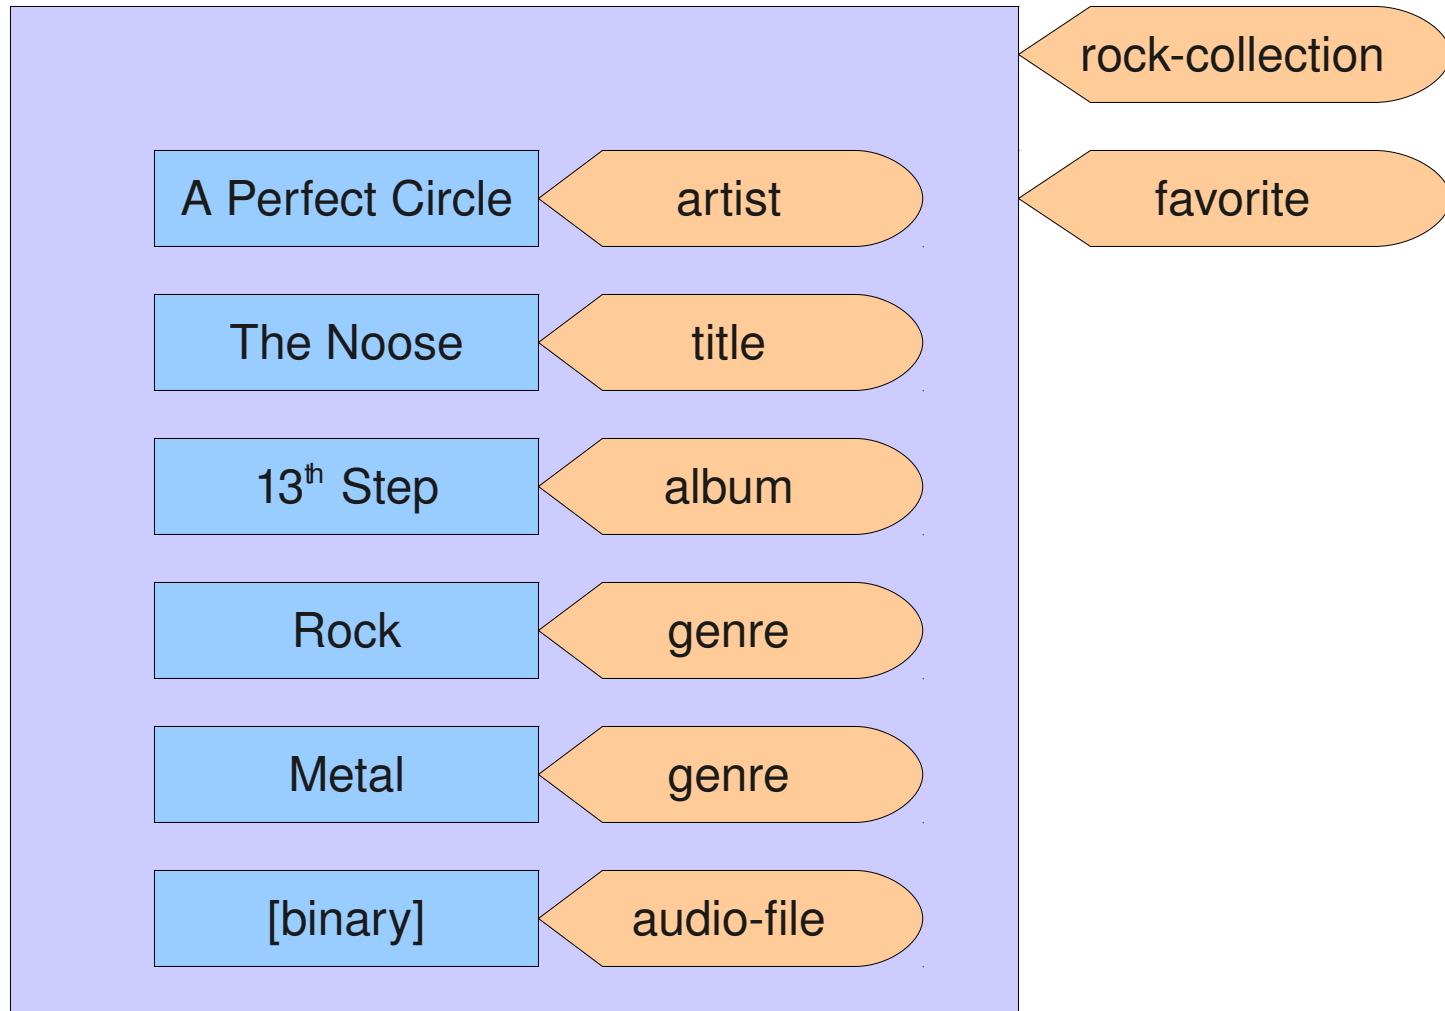 rock-collection
A Perfect Circle artist favorite
The Noose title
13th Step album
Rock genre
Metal genre
[binary] audio-file